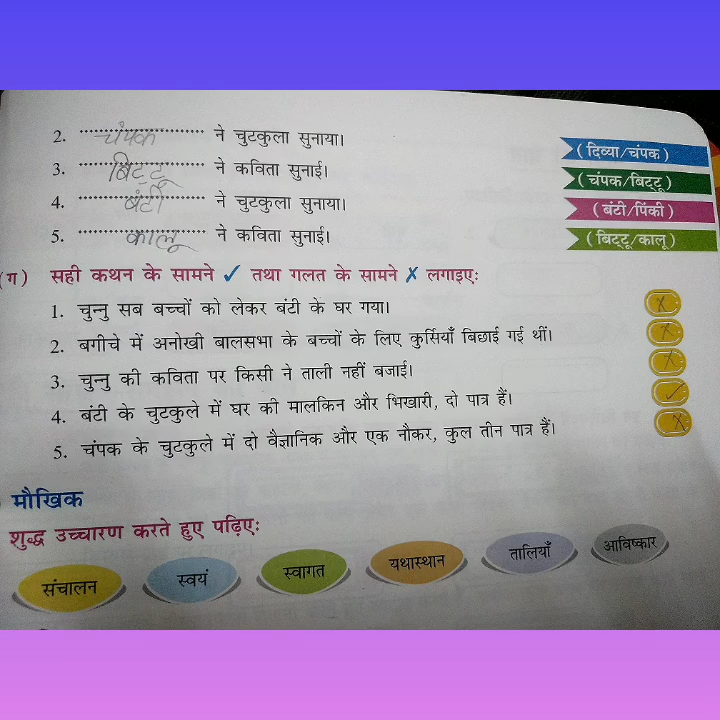 2. चंपक ने चुटकुला सुनाया। (दिव्या/चंपक)
3. बिट्टू ने कविता सुनाई। (चंपक/बिट्टू)
4. बंटी ने चुटकुला सुनाया। (बंटी/पिंकी)
5. कालू ने कविता सुनाई। (बिट्टू/कालू)
(ग) सही कथन के सामने ✓ तथा गलत के सामने ✗ लगाइए:
1. चुन्नु सब बच्चों को लेकर बंटी के घर गया। ✗
2. बगीचे में अनोखी बालसभा के बच्चों के लिए कुर्सियाँ बिछाई गई थीं। ✗
3. चुन्नु की कविता पर किसी ने ताली नहीं बजाई। ✗
4. बंटी के चुटकुले में घर की मालकिन और भिखारी, दो पात्र हैं। ✓
5. चंपक के चुटकुले में दो वैज्ञानिक और एक नौकर, कुल तीन पात्र हैं। ✗
मौखिक
शुद्ध उच्चारण करते हुए पढ़िए:
संचालन स्वयं स्वागत यथास्थान तालियाँ आविष्कार